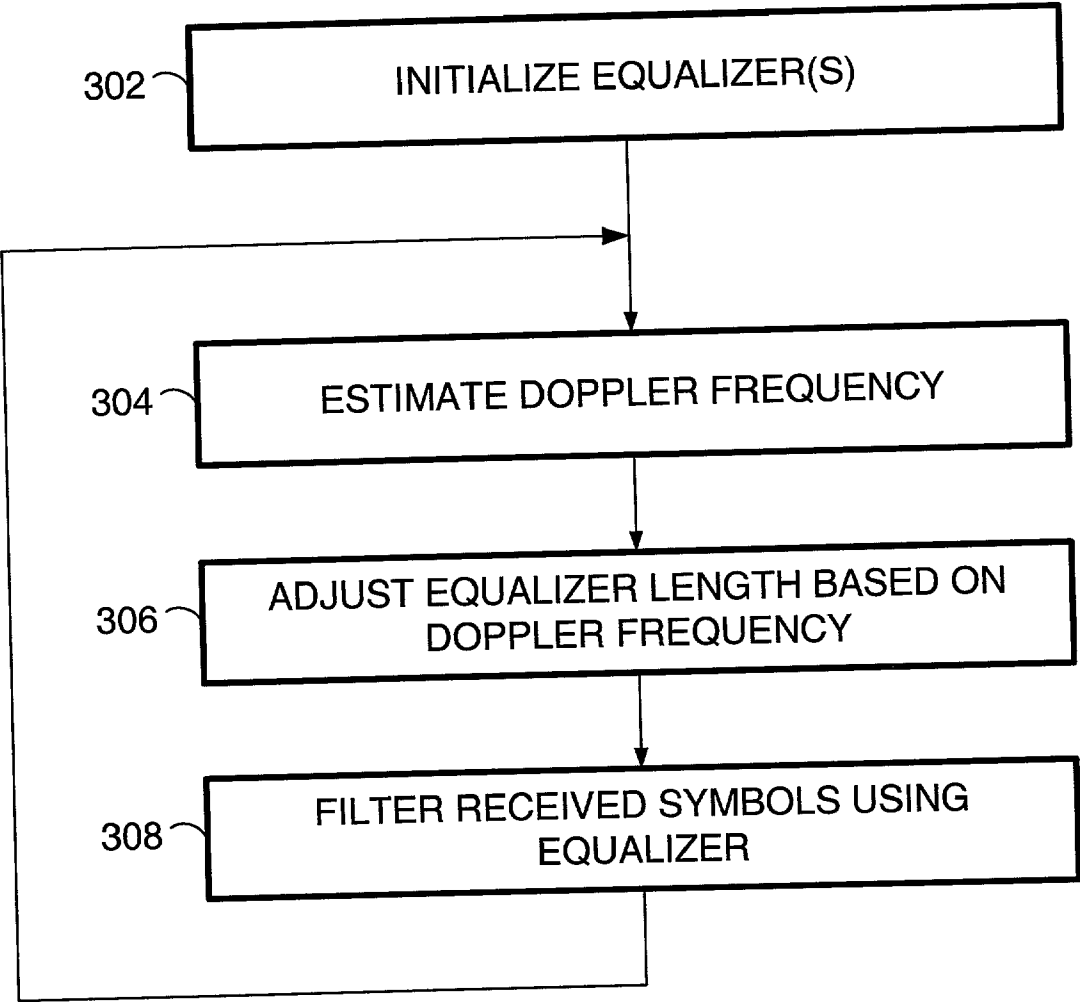 302
INITIALIZE EQUALIZER(S)
304
ESTIMATE DOPPLER FREQUENCY
306
ADJUST EQUALIZER LENGTH BASED ON
DOPPLER FREQUENCY
308
FILTER RECEIVED SYMBOLS USING
EQUALIZER